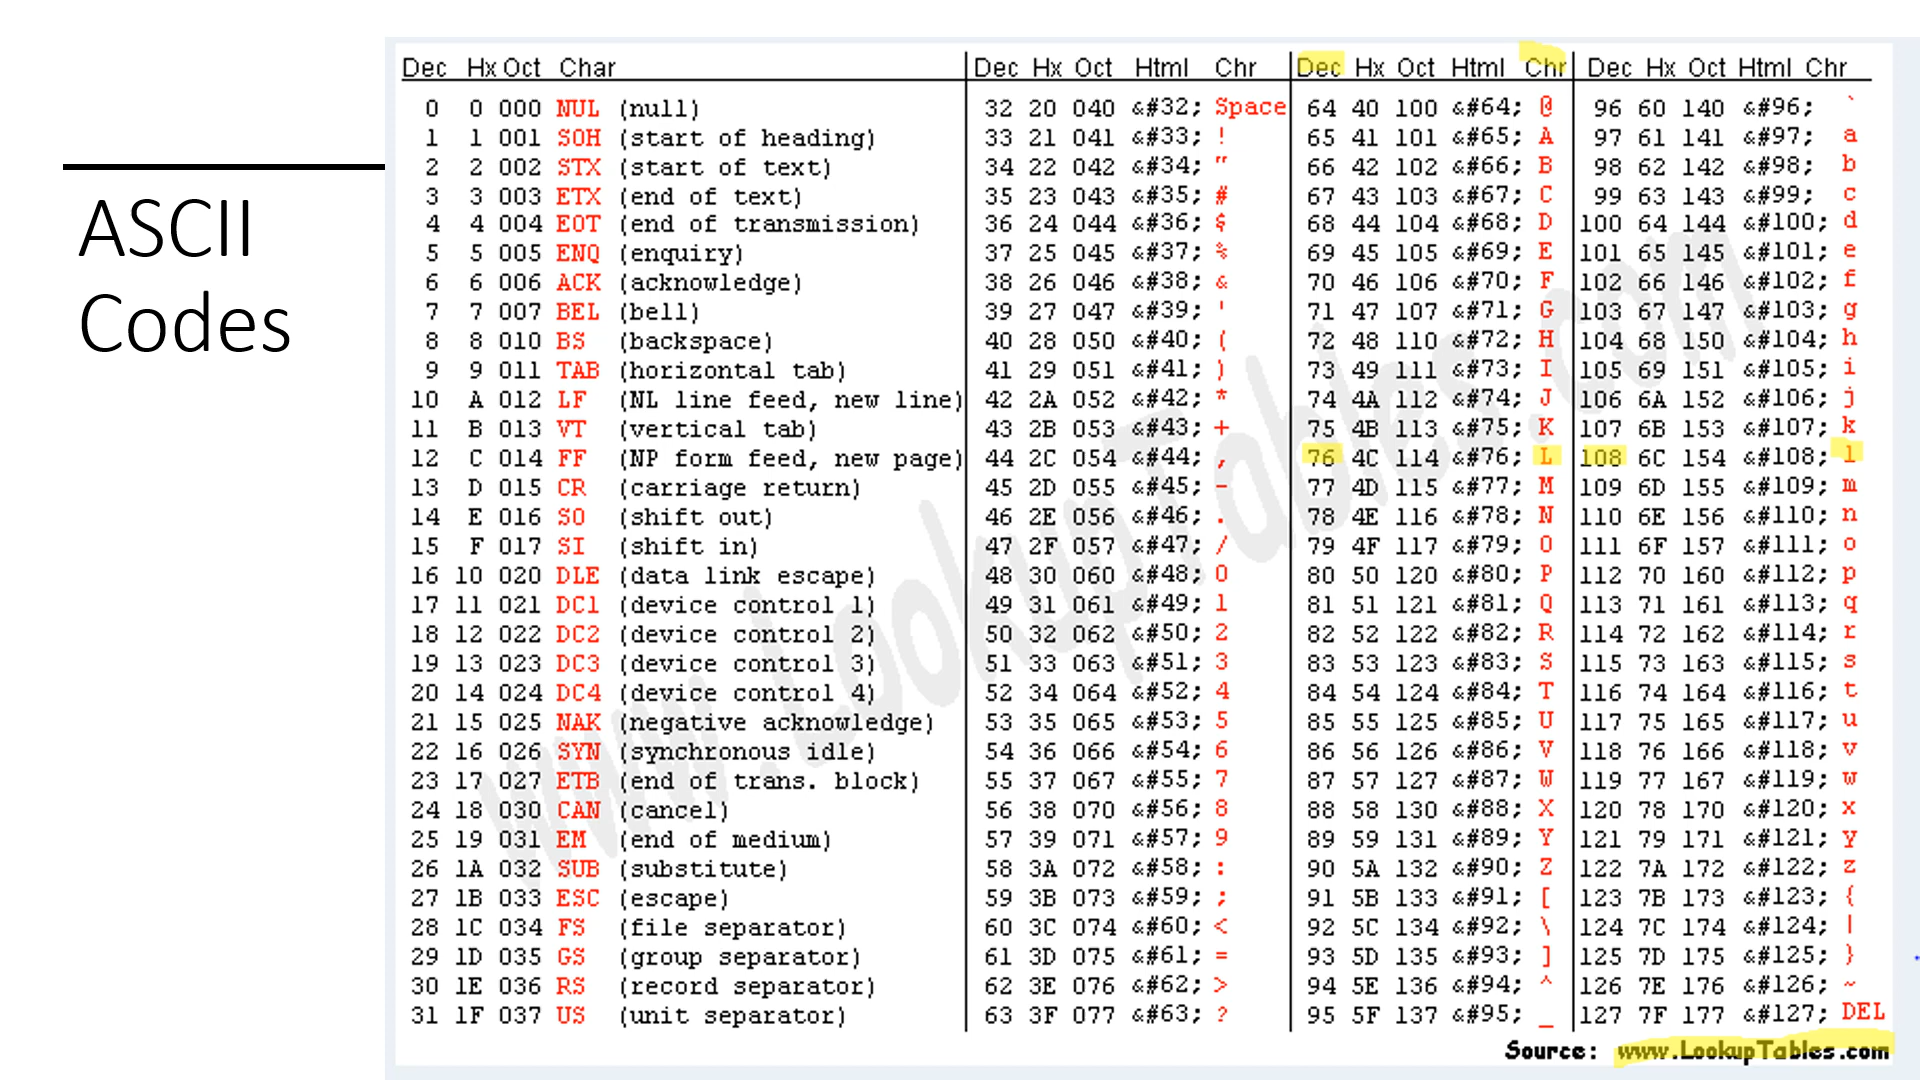 ASCII
Codes
Dec Hx Oct Char Dec Hx Oct Html Chr Dec Hx Oct Html Chr Dec Hx Oct Html Chr
0 0 000 NUL (null) 32 20 040 &#32; Space 64 40 100 &#64; @ 96 60 140 &#96; `
1 1 001 SOH (start of heading) 33 21 041 &#33; ! 65 41 101 &#65; A 97 61 141 &#97; a
2 2 002 STX (start of text) 34 22 042 &#34; " 66 42 102 &#66; B 98 62 142 &#98; b
3 3 003 ETX (end of text) 35 23 043 &#35; # 67 43 103 &#67; C 99 63 143 &#99; c
4 4 004 EOT (end of transmission) 36 24 044 &#36; $ 68 44 104 &#68; D 100 64 144 &#100; d
5 5 005 ENQ (enquiry) 37 25 045 &#37; % 69 45 105 &#69; E 101 65 145 &#101; e
6 6 006 ACK (acknowledge) 38 26 046 &#38; & 70 46 106 &#70; F 102 66 146 &#102; f
7 7 007 BEL (bell) 39 27 047 &#39; ' 71 47 107 &#71; G 103 67 147 &#103; g
8 8 010 BS (backspace) 40 28 050 &#40; ( 72 48 110 &#72; H 104 68 150 &#104; h
9 9 011 TAB (horizontal tab) 41 29 051 &#41; ) 73 49 111 &#73; I 105 69 151 &#105; i
10 A 012 LF (NL line feed, new line) 42 2A 052 &#42; * 74 4A 112 &#74; J 106 6A 152 &#106; j
11 B 013 VT (vertical tab) 43 2B 053 &#43; + 75 4B 113 &#75; K 107 6B 153 &#107; k
12 C 014 FF (NP form feed, new page) 44 2C 054 &#44; , 76 4C 114 &#76; L 108 6C 154 &#108; l
13 D 015 CR (carriage return) 45 2D 055 &#45; - 77 4D 115 &#77; M 109 6D 155 &#109; m
14 E 016 SO (shift out) 46 2E 056 &#46; . 78 4E 116 &#78; N 110 6E 156 &#110; n
15 F 017 SI (shift in) 47 2F 057 &#47; / 79 4F 117 &#79; O 111 6F 157 &#111; o
16 10 020 DLE (data link escape) 48 30 060 &#48; 0 80 50 120 &#80; P 112 70 160 &#112; p
17 11 021 DC1 (device control 1) 49 31 061 &#49; 1 81 51 121 &#81; Q 113 71 161 &#113; q
18 12 022 DC2 (device control 2) 50 32 062 &#50; 2 82 52 122 &#82; R 114 72 162 &#114; r
19 13 023 DC3 (device control 3) 51 33 063 &#51; 3 83 53 123 &#83; S 115 73 163 &#115; s
20 14 024 DC4 (device control 4) 52 34 064 &#52; 4 84 54 124 &#84; T 116 74 164 &#116; t
21 15 025 NAK (negative acknowledge) 53 35 065 &#53; 5 85 55 125 &#85; U 117 75 165 &#117; u
22 16 026 SYN (synchronous idle) 54 36 066 &#54; 6 86 56 126 &#86; V 118 76 166 &#118; v
23 17 027 ETB (end of trans. block) 55 37 067 &#55; 7 87 57 127 &#87; W 119 77 167 &#119; w
24 18 030 CAN (cancel) 56 38 070 &#56; 8 88 58 130 &#88; X 120 78 170 &#120; x
25 19 031 EM (end of medium) 57 39 071 &#57; 9 89 59 131 &#89; Y 121 79 171 &#121; y
26 1A 032 SUB (substitute) 58 3A 072 &#58; : 90 5A 132 &#90; Z 122 7A 172 &#122; z
27 1B 033 ESC (escape) 59 3B 073 &#59; ; 91 5B 133 &#91; [ 123 7B 173 &#123; {
28 1C 034 FS (file separator) 60 3C 074 &#60; < 92 5C 134 &#92; \ 124 7C 174 &#124; |
29 1D 035 GS (group separator) 61 3D 075 &#61; = 93 5D 135 &#93; ] 125 7D 175 &#125; }
30 1E 036 RS (record separator) 62 3E 076 &#62; > 94 5E 136 &#94; ^ 126 7E 176 &#126; ~
31 1F 037 US (unit separator) 63 3F 077 &#63; ? 95 5F 137 &#95; _ 127 7F 177 &#127; DEL
Source: www.LookupTables.com
www.LookupTables.com